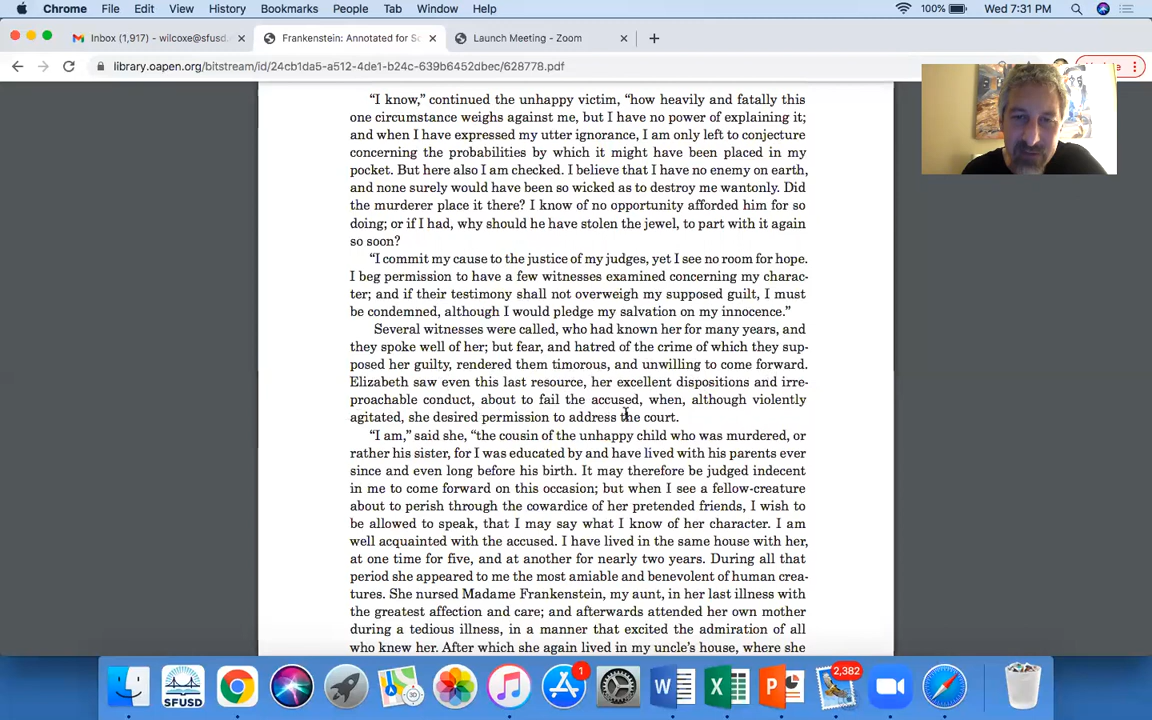 Chrome File Edit View History Bookmarks People Tab Window Help 100% Wed 7:31 PM
Inbox (1,917) - wilcoxe@sfusd. Frankenstein: Annotated for Sc Launch Meeting - Zoom
library.oapen.org/bitstream/id/24cb1da5-a512-4de1-b24c-639b6452dbec/628778.pdf
“I know,” continued the unhappy victim, “how heavily and fatally this
one circumstance weighs against me, but I have no power of explaining it;
and when I have expressed my utter ignorance, I am only left to conjecture
concerning the probabilities by which it might have been placed in my
pocket. But here also I am checked. I believe that I have no enemy on earth,
and none surely would have been so wicked as to destroy me wantonly. Did
the murderer place it there? I know of no opportunity afforded him for so
doing; or if I had, why should he have stolen the jewel, to part with it again
so soon?
“I commit my cause to the justice of my judges, yet I see no room for hope.
I beg permission to have a few witnesses examined concerning my charac-
ter; and if their testimony shall not overweigh my supposed guilt, I must
be condemned, although I would pledge my salvation on my innocence.”
Several witnesses were called, who had known her for many years, and
they spoke well of her; but fear, and hatred of the crime of which they sup-
posed her guilty, rendered them timorous, and unwilling to come forward.
Elizabeth saw even this last resource, her excellent dispositions and irre-
proachable conduct, about to fail the accused, when, although violently
agitated, she desired permission to address the court.
“I am,” said she, “the cousin of the unhappy child who was murdered, or
rather his sister, for I was educated by and have lived with his parents ever
since and even long before his birth. It may therefore be judged indecent
in me to come forward on this occasion; but when I see a fellow-creature
about to perish through the cowardice of her pretended friends, I wish to
be allowed to speak, that I may say what I know of her character. I am
well acquainted with the accused. I have lived in the same house with her,
at one time for five, and at another for nearly two years. During all that
period she appeared to me the most amiable and benevolent of human crea-
tures. She nursed Madame Frankenstein, my aunt, in her last illness with
the greatest affection and care; and afterwards attended her own mother
during a tedious illness, in a manner that excited the admiration of all
who knew her. After which she again lived in my uncle’s house, where she
SFUSD 1 2,382